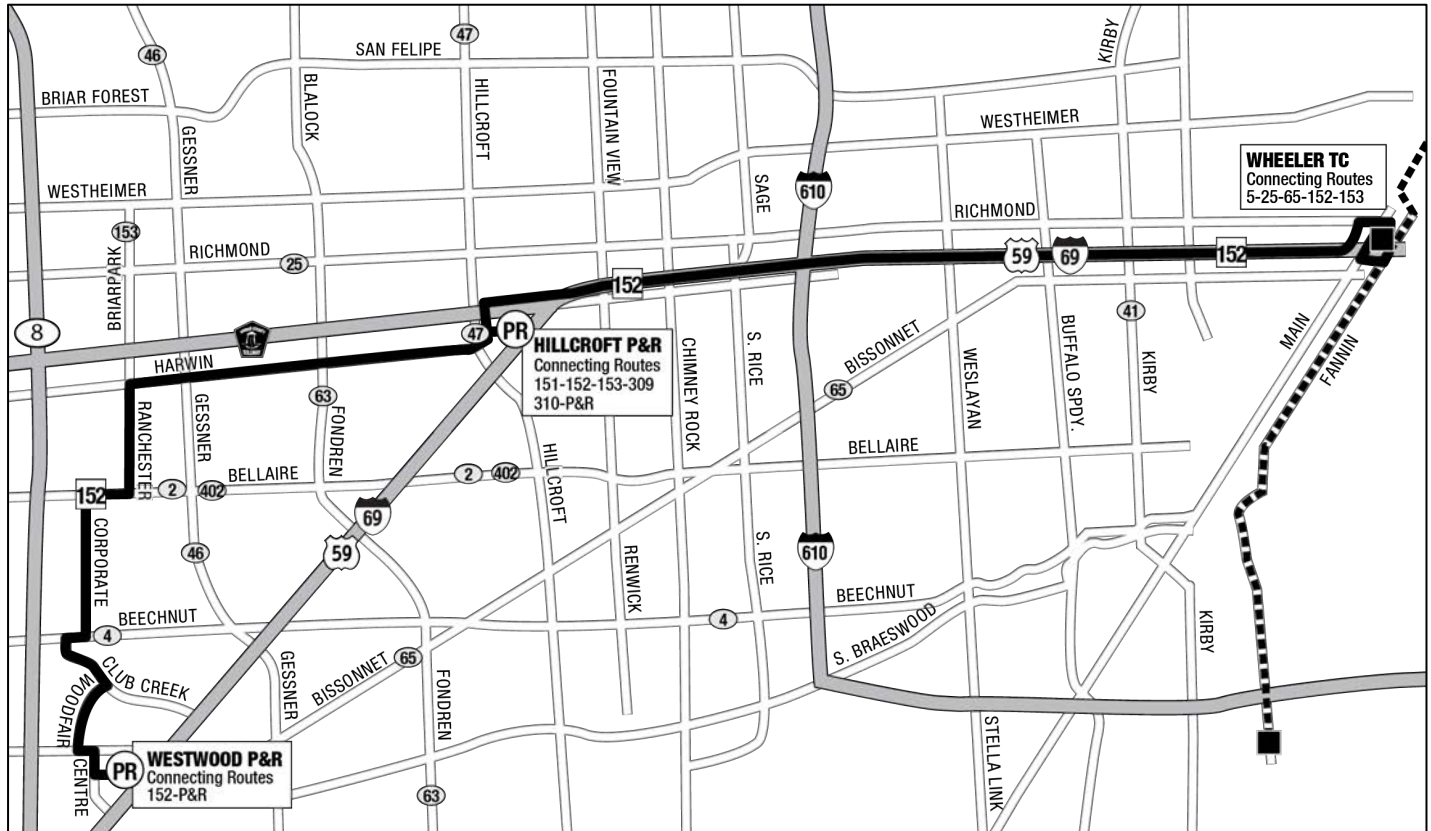 47
46
SAN FELIPE
KIRBY
BRIAR FOREST
BLALOCK
HILLCROFT
FOUNTAIN VIEW
WESTHEIMER
GESSNER
WHEELER TC
Connecting Routes
5-25-65-152-153
610
SAGE
WESTHEIMER
RICHMOND
153
RICHMOND
25
BRIARPARK
59
69
152
152
8
47
PR
HILLCROFT P&R
Connecting Routes
151-152-153-309
310-P&R
HARWIN
41
CHIMNEY ROCK
S. RICE
BISSONNET
65
WESLAYAN
BUFFALO SPDY.
KIRBY
MAIN
FANNIN
63
RANCHESTER
GESSNER
FONDREN
BELLAIRE
2
402
BELLAIRE
2
402
HILLCROFT
152
69
59
CORPORATE
46
RENWICK
S. RICE
610
BEECHNUT
BEECHNUT
4
4
S. BRAESWOOD
KIRBY
CLUB CREEK
WOODFAIR
GESSNER
BISSONNET
65
FONDREN
STELLA LINK
PR
WESTWOOD P&R
Connecting Routes
152-P&R
CENTRE
63